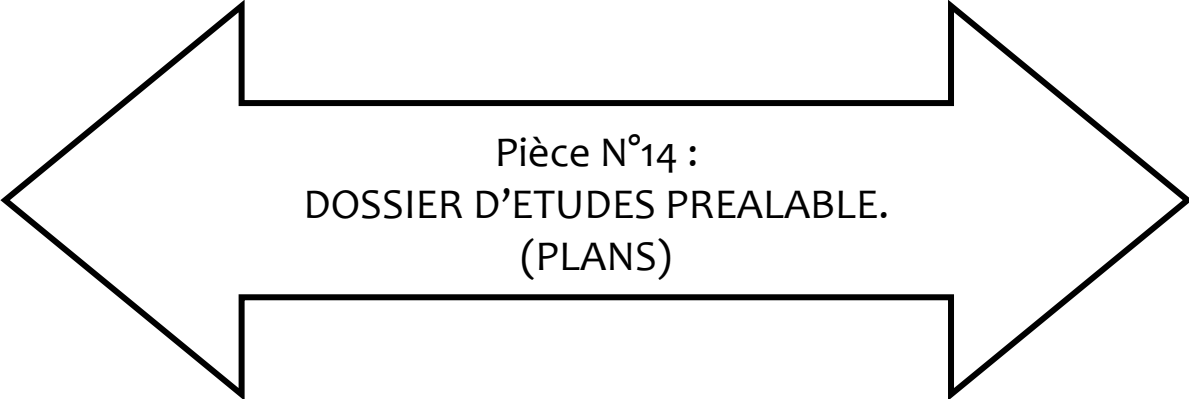 Pièce N°14 :
DOSSIER D’ETUDES PREALABLE.
(PLANS)